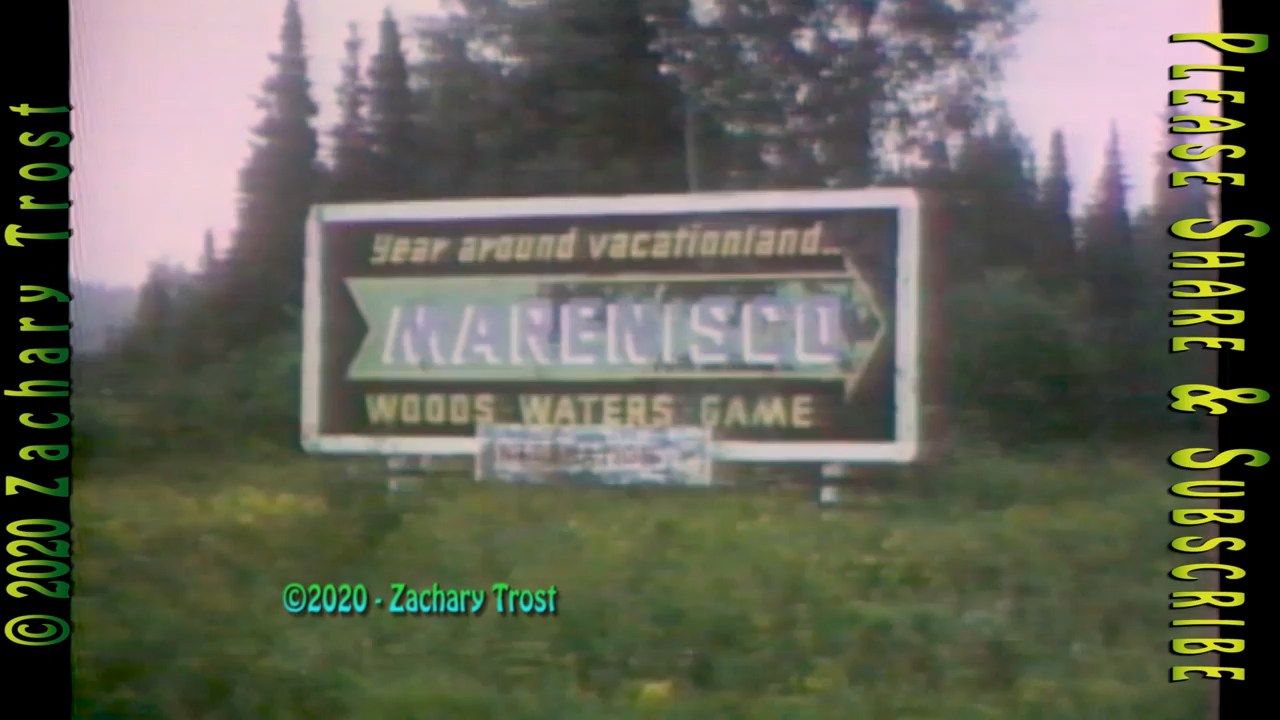 © 2020 Zachary Trost
Year around vacationland...
MARENISCO
WOODS WATERS GAME
©2020 - Zachary Trost
PLEASE SHARE & SUBSCRIBE